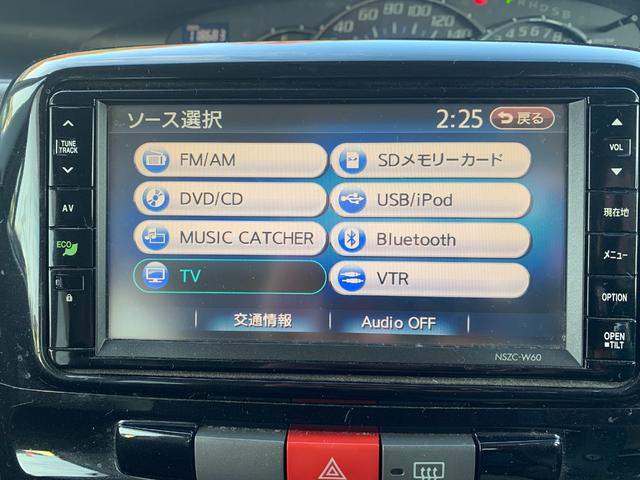 140
RNDSB
ソース選択
2:25
戻る
TUNE
TRACK
AV
ECO
FM/AM
SDメモリーカード
DVD/CD
USB/iPod
MUSIC CATCHER
Bluetooth
TV
VTR
交通情報
Audio OFF
VOL
現在地
メニュー
OPTION
OPEN
TILT
NSZC-W60